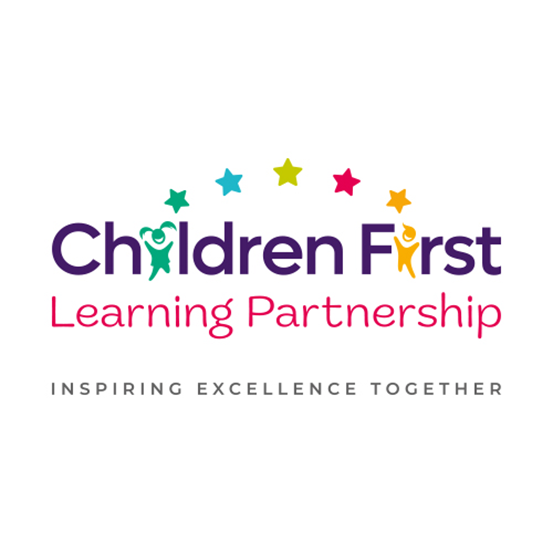 Children First
Learning Partnership
INSPIRING EXCELLENCE TOGETHER